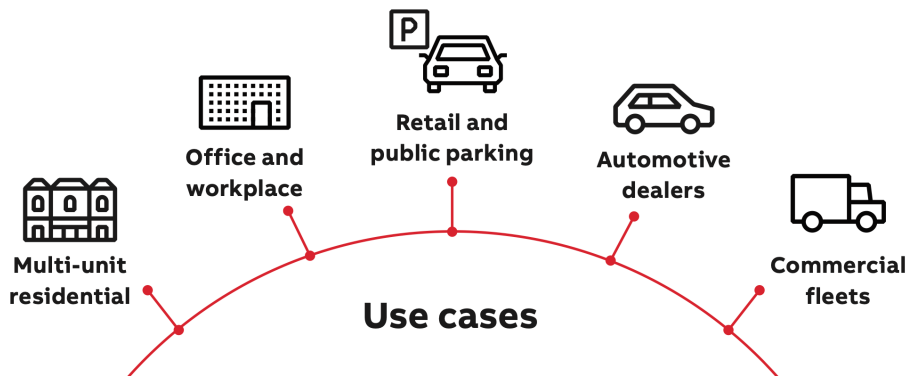 P
Retail and
public parking
Office and
workplace
Automotive
dealers
Multi-unit
residential
Commercial
fleets
Use cases